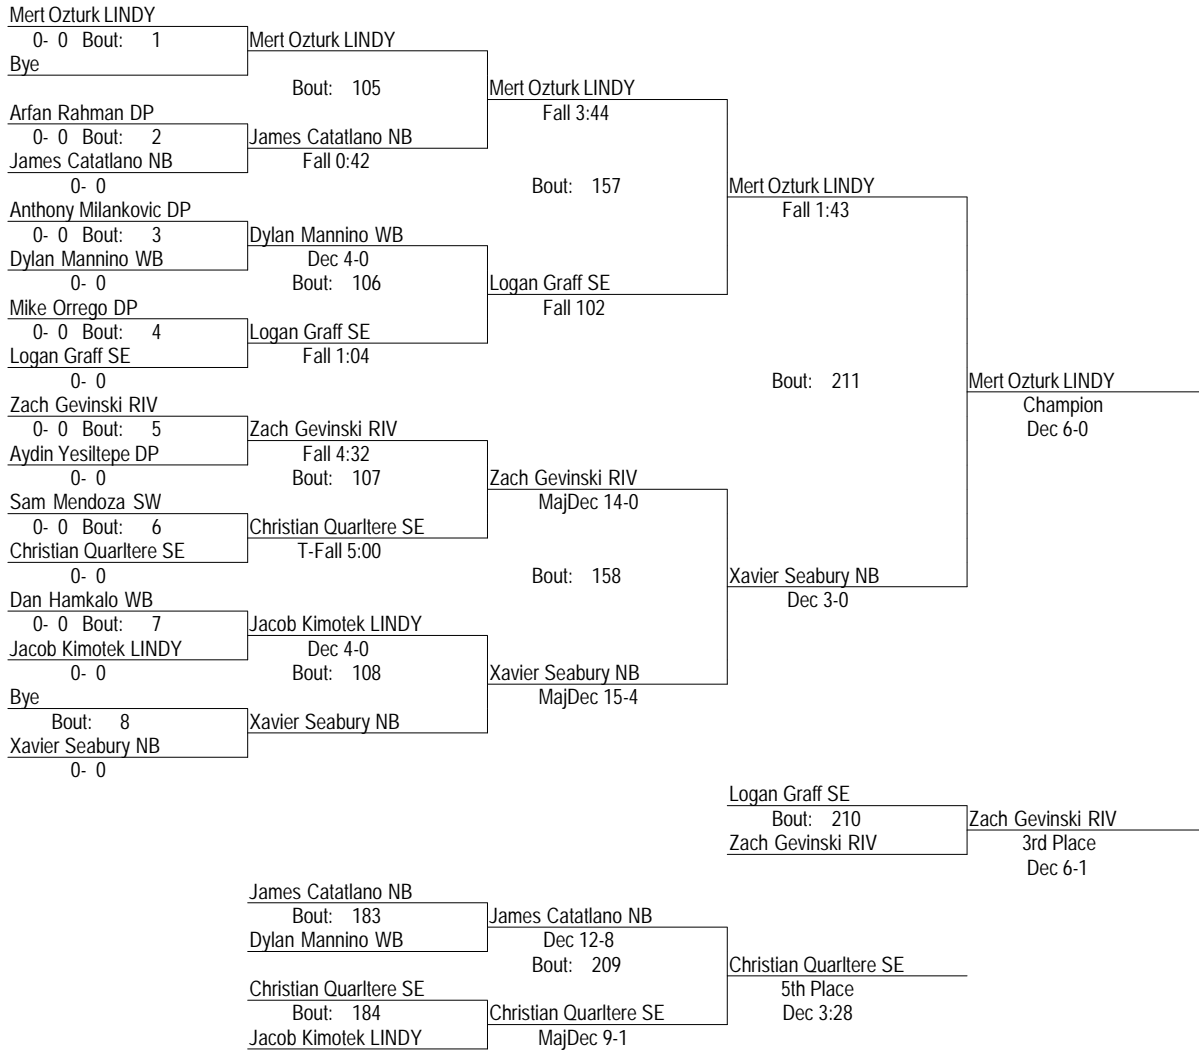 Mert Ozturk LINDY
0- 0 Bout: 1
Bye
Arfan Rahman DP
0- 0 Bout: 2
James Catatlano NB
0- 0
Anthony Milankovic DP
0- 0 Bout: 3
Dylan Mannino WB
0- 0
Mike Orrego DP
0- 0 Bout: 4
Logan Graff SE
0- 0
Zach Gevinski RIV
0- 0 Bout: 5
Aydin Yesiltepe DP
0- 0
Sam Mendoza SW
0- 0 Bout: 6
Christian Quarltere SE
0- 0
Dan Hamkalo WB
0- 0 Bout: 7
Jacob Kimotek LINDY
0- 0
Bye
Bout: 8
Xavier Seabury NB
0- 0
Mert Ozturk LINDY
Bout: 105
James Catatlano NB
Fall 0:42
Dylan Mannino WB
Dec 4-0
Bout: 106
Logan Graff SE
Fall 1:04
Zach Gevinski RIV
Fall 4:32
Bout: 107
Christian Quarltere SE
T-Fall 5:00
Jacob Kimotek LINDY
Dec 4-0
Bout: 108
Xavier Seabury NB
Mert Ozturk LINDY
Fall 3:44
Bout: 157
Logan Graff SE
Fall 102
Zach Gevinski RIV
MajDec 14-0
Bout: 158
Xavier Seabury NB
MajDec 15-4
Mert Ozturk LINDY
Fall 1:43
Bout: 211
Xavier Seabury NB
Dec 3-0
Mert Ozturk LINDY
Champion
Dec 6-0
Logan Graff SE
Bout: 210
Zach Gevinski RIV
Zach Gevinski RIV
3rd Place
Dec 6-1
James Catatlano NB
Bout: 183
Dylan Mannino WB
Christian Quarltere SE
Bout: 184
Jacob Kimotek LINDY
James Catatlano NB
Dec 12-8
Bout: 209
Christian Quarltere SE
MajDec 9-1
Christian Quarltere SE
5th Place
Dec 3:28